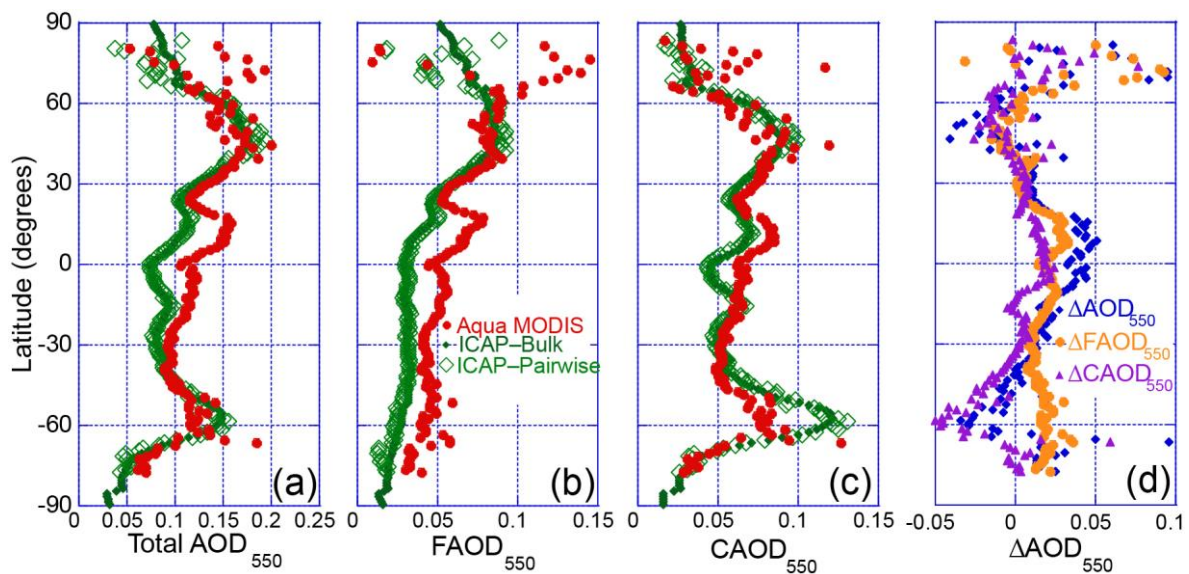 90
60
30
0
-30
-60
-90
Latitude (degrees)
(a)
0 0.05 0.1 0.15 0.2 0.25
Total AOD550
Aqua MODIS
ICAP–Bulk
ICAP–Pairwise
(b)
0 0.05 0.1 0.15
FAOD550
(c)
0 0.05 0.1 0.15
CAOD550
ΔAOD550
ΔFAOD550
ΔCAOD550
(d)
-0.05 0 0.05 0.1
ΔAOD550